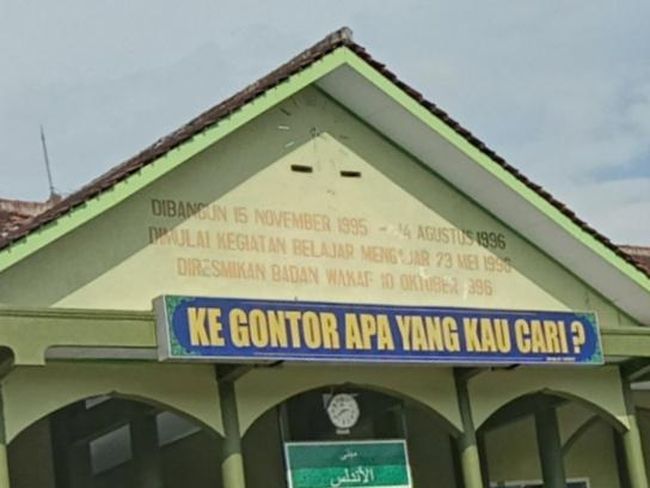 DIBANGUN 15 NOVEMBER 1995 - 14 AGUSTUS 1996
DIMULAI KEGIATAN BELAJAR MENGAJAR 23 MEI 1996
DIRESMIKAN BADAN WAKAF 10 OKTOBER 1996
KE GONTOR APA YANG KAU CARI ?
مبنى
الأندلس